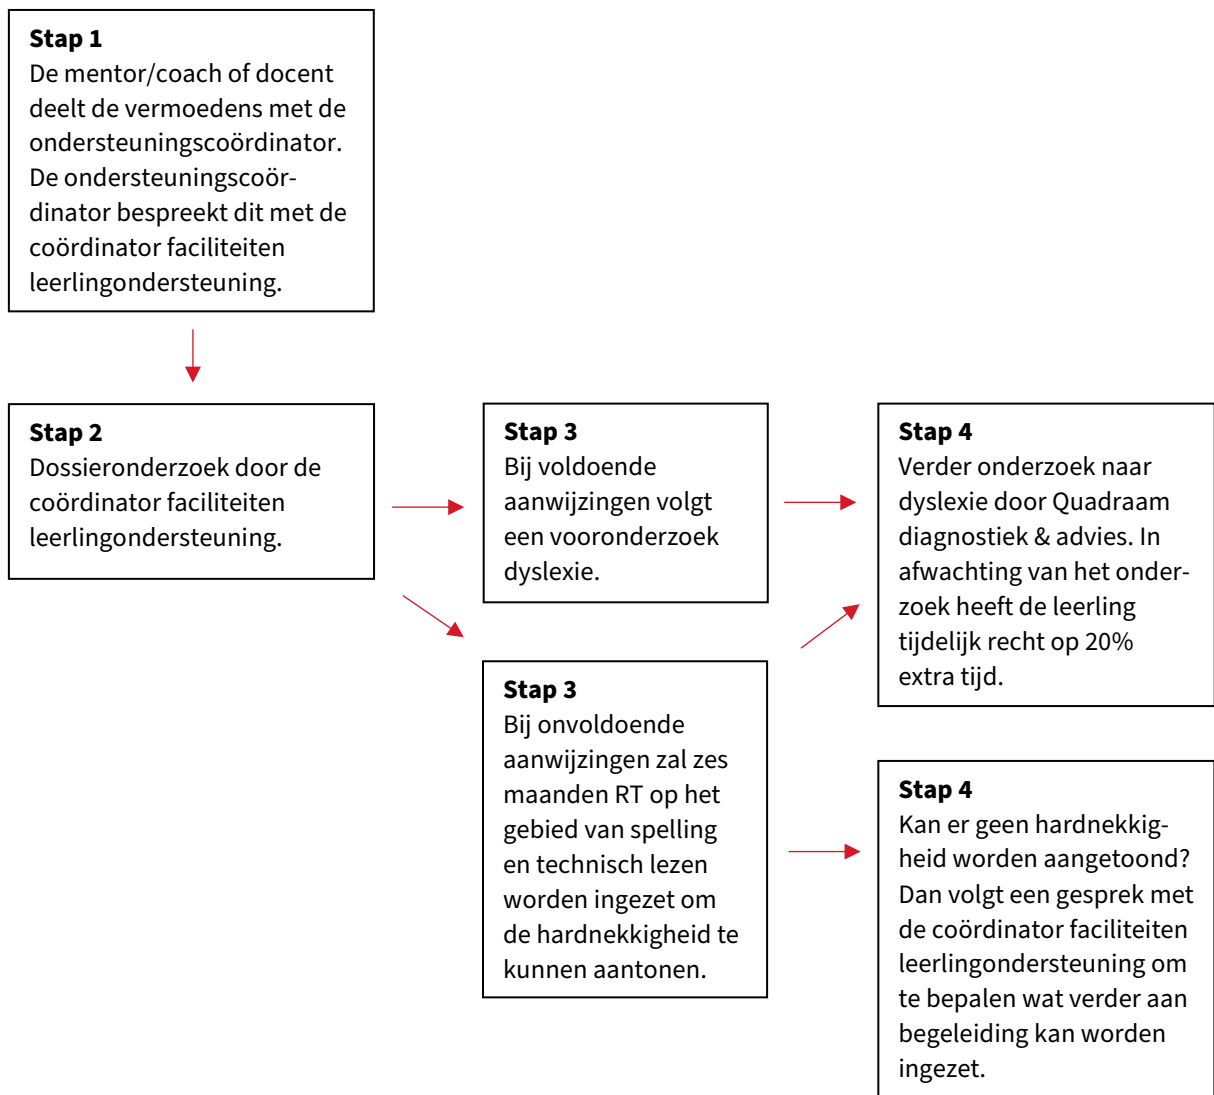 Stap 1
De mentor/coach of docent
deelt de vermoedens met de
ondersteuningscoördinator.
De ondersteuningscoör-
dinator bespreekt dit met de
coördinator faciliteiten
leerlingondersteuning.
Stap 2
Dossieronderzoek door de
coördinator faciliteiten
leerlingondersteuning.
Stap 3
Bij voldoende
aanwijzingen volgt
een vooronderzoek
dyslexie.
Stap 4
Verder onderzoek naar
dyslexie door Quadraam
diagnostiek & advies. In
afwachting van het onder-
zoek heeft de leerling
tijdelijk recht op 20%
extra tijd.
Stap 3
Bij onvoldoende
aanwijzingen zal zes
maanden RT op het
gebied van spelling
en technisch lezen
worden ingezet om
de hardnekkigheid te
kunnen aantonen.
Stap 4
Kan er geen hardnekkig-
heid worden aangetoond?
Dan volgt een gesprek met
de coördinator faciliteiten
leerlingondersteuning om
te bepalen wat verder aan
begeleiding kan worden
ingezet.